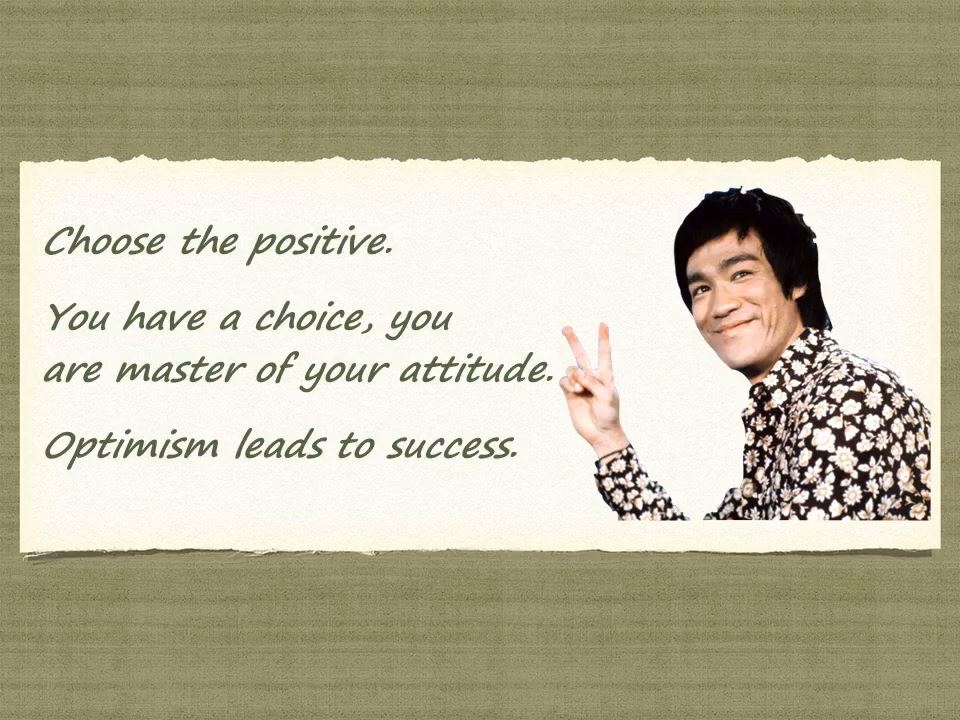 Choose the positive.
You have a choice, you
are master of your attitude.
Optimism leads to success.